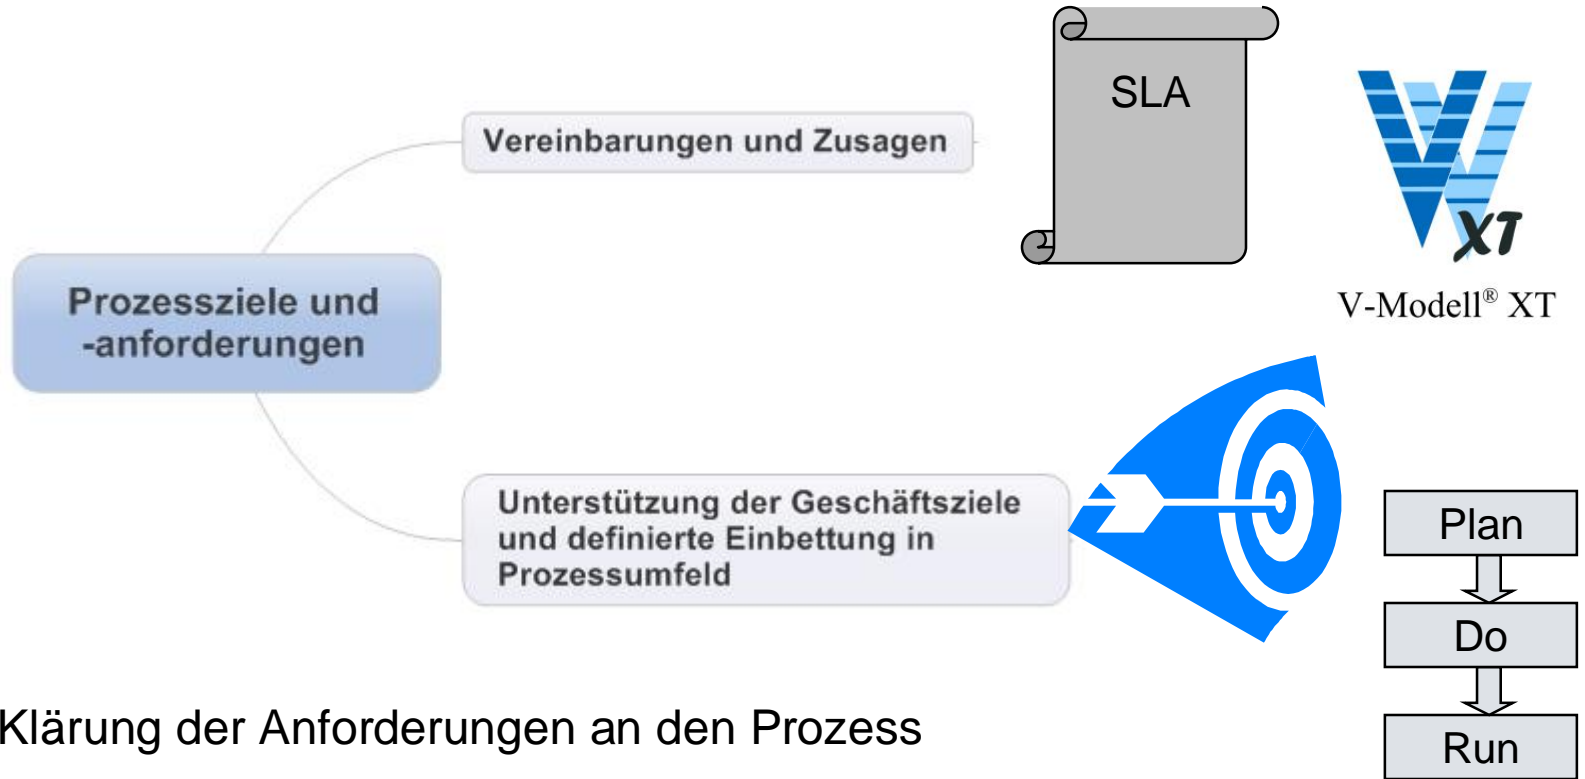 SLA
Vereinbarungen und Zusagen
XT
V-Modell® XT
Prozessziele und
-anforderungen
Unterstützung der Geschäftsziele
und definierte Einbettung in
Prozessumfeld
Plan
Do
Run
Klärung der Anforderungen an den Prozess